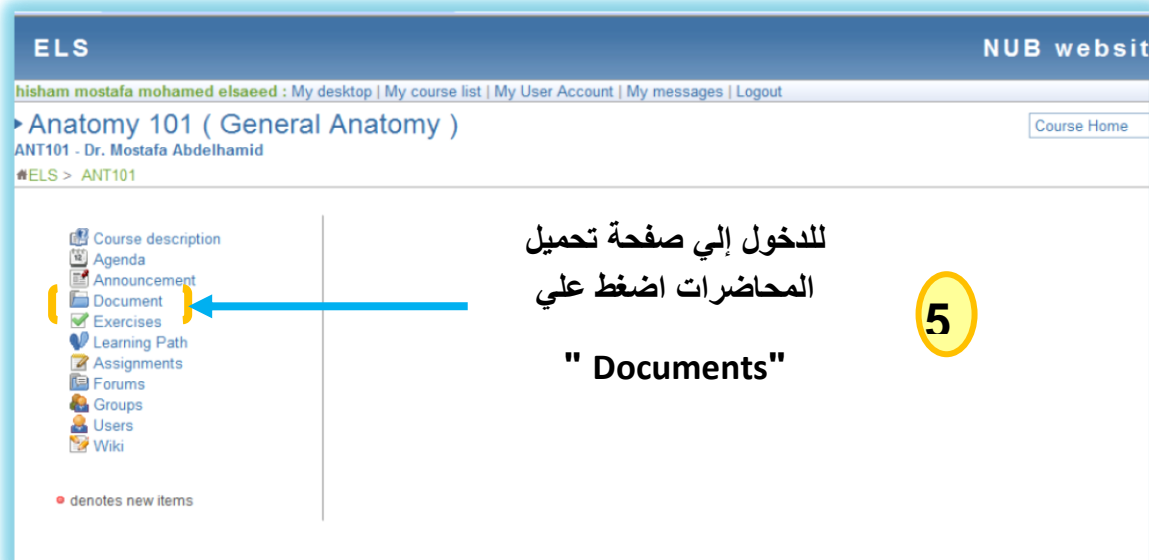 ELS
NUB websit
hisham mostafa mohamed elsaeed : My desktop | My course list | My User Account | My messages | Logout
Anatomy 101 ( General Anatomy )
Course Home
ANT101 - Dr. Mostafa Abdelhamid
ELS > ANT101
Course description
Agenda
Announcement
Document
Exercises
Learning Path
Assignments
Forums
Groups
Users
Wiki
denotes new items
للدخول إلي صفحة تحميل
المحاضرات اضغط علي
" Documents"
5